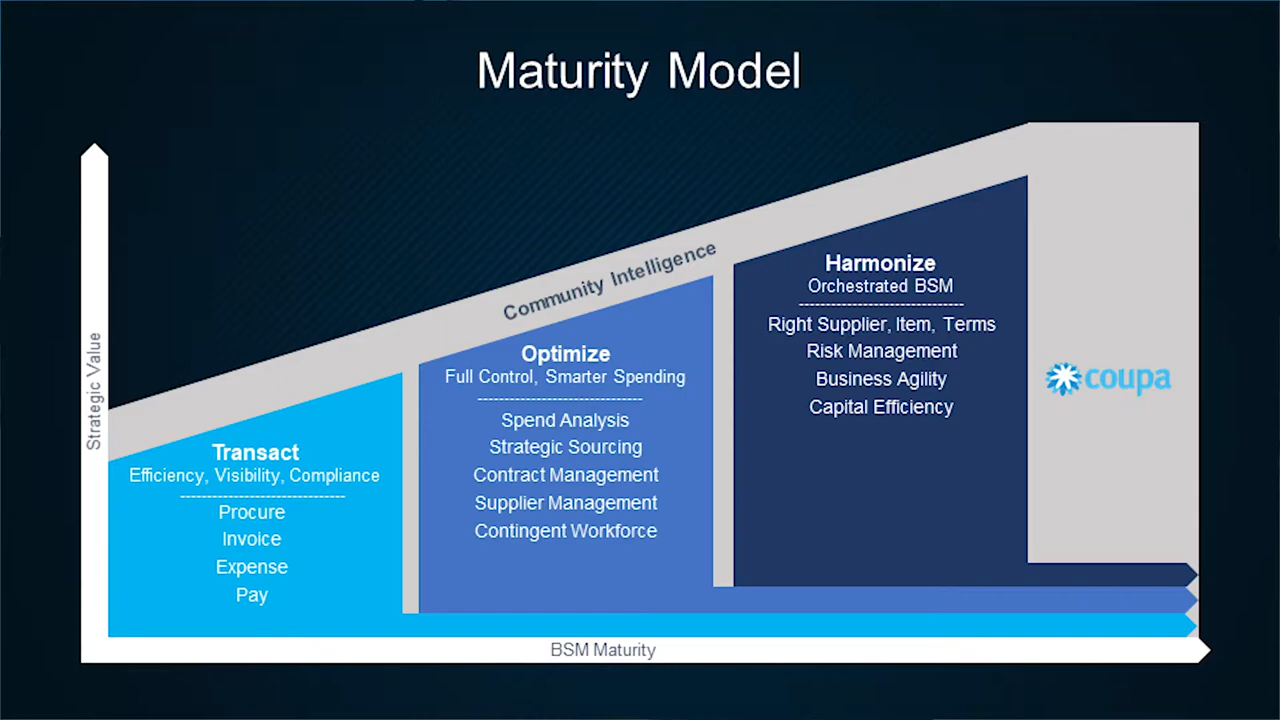 Maturity Model
Strategic Value
Community Intelligence
Transact
Efficiency, Visibility, Compliance
-------------------------------
Procure
Invoice
Expense
Pay
Optimize
Full Control, Smarter Spending
-------------------------------
Spend Analysis
Strategic Sourcing
Contract Management
Supplier Management
Contingent Workforce
Harmonize
Orchestrated BSM
-------------------------------
Right Supplier, Item, Terms
Risk Management
Business Agility
Capital Efficiency
coupa
BSM Maturity